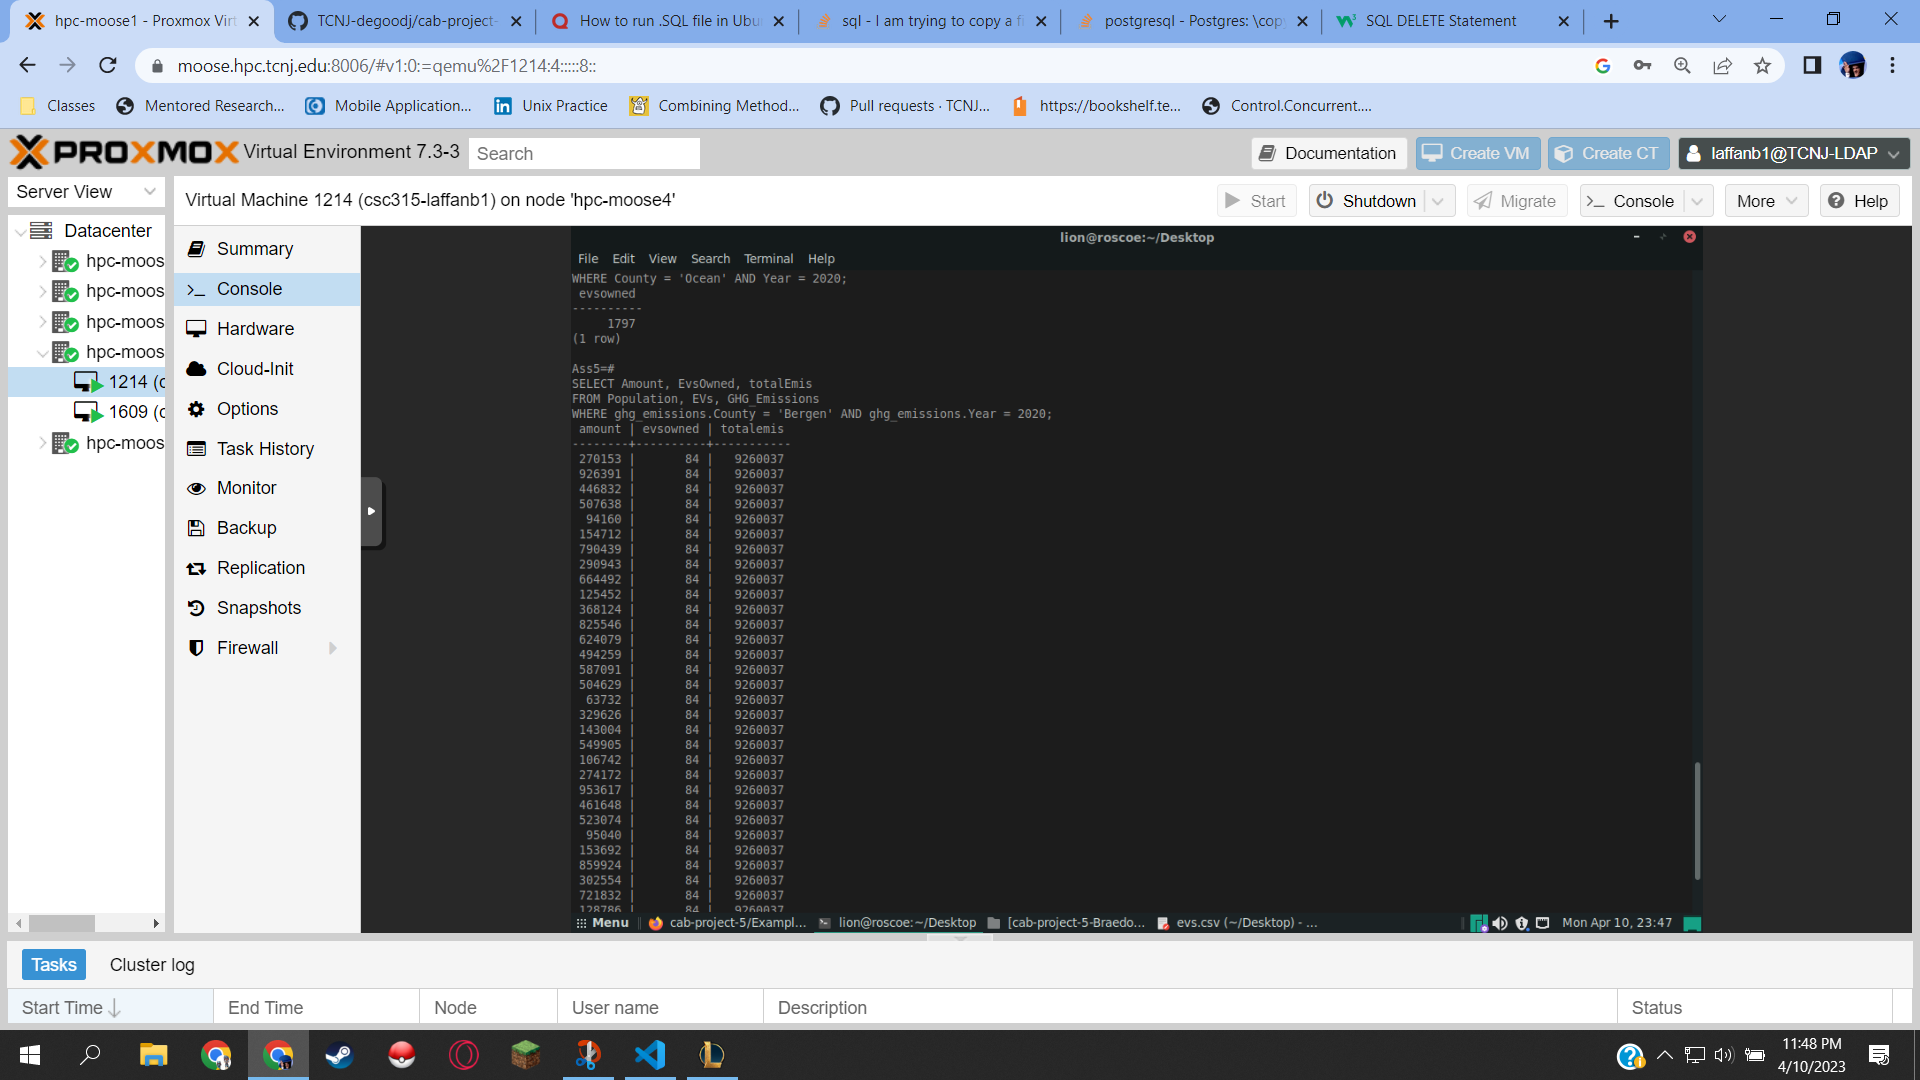 hpc-moose1 - Proxmox Virt
TCNJ-degoodj/cab-project-
How to run .SQL file in Ubu
sql - I am trying to copy a fi
postgresql - Postgres: \copy
SQL DELETE Statement
moose.hpc.tcnj.edu:8006/#v1:0:=qemu%2F1214:4:::::8::
Classes
Mentored Research...
Mobile Application...
Unix Practice
Combining Method...
Pull requests · TCNJ...
https://bookshelf.te...
Control.Concurrent....
PROXMOX Virtual Environment 7.3-3
Search
Documentation
Create VM
Create CT
laffanb1@TCNJ-LDAP
Server View
Virtual Machine 1214 (csc315-laffanb1) on node 'hpc-moose4'
Start
Shutdown
Migrate
Console
More
Help
Datacenter
hpc-moos
hpc-moos
hpc-moos
hpc-moos
1214 (c
1609 (c
hpc-moos
Summary
Console
Hardware
Cloud-Init
Options
Task History
Monitor
Backup
Replication
Snapshots
Firewall
lion@roscoe:~/Desktop
File Edit View Search Terminal Help
WHERE County = 'Ocean' AND Year = 2020;
evsowned
----------
1797
(1 row)
Ass5=#
SELECT Amount, EvsOwned, totalEmis
FROM Population, EVs, GHG_Emissions
WHERE ghg_emissions.County = 'Bergen' AND ghg_emissions.Year = 2020;
amount | evsowned | totalemis
--------+----------+-----------
270153 | 84 | 9260037
926391 | 84 | 9260037
446832 | 84 | 9260037
507638 | 84 | 9260037
94160 | 84 | 9260037
154712 | 84 | 9260037
790439 | 84 | 9260037
290943 | 84 | 9260037
664492 | 84 | 9260037
125452 | 84 | 9260037
368124 | 84 | 9260037
825546 | 84 | 9260037
624079 | 84 | 9260037
494259 | 84 | 9260037
587091 | 84 | 9260037
504629 | 84 | 9260037
63732 | 84 | 9260037
329626 | 84 | 9260037
143004 | 84 | 9260037
549905 | 84 | 9260037
106742 | 84 | 9260037
274172 | 84 | 9260037
953617 | 84 | 9260037
461648 | 84 | 9260037
523074 | 84 | 9260037
95040 | 84 | 9260037
153692 | 84 | 9260037
859924 | 84 | 9260037
302554 | 84 | 9260037
721832 | 84 | 9260037
128786 | 84 | 9260037
Menu
cab-project-5/Exampl...
lion@roscoe:~/Desktop
[cab-project-5-Braedo...
evs.csv (~/Desktop) - ...
Mon Apr 10, 23:47
Tasks
Cluster log
Start Time
End Time
Node
User name
Description
Status
11:48 PM
4/10/2023